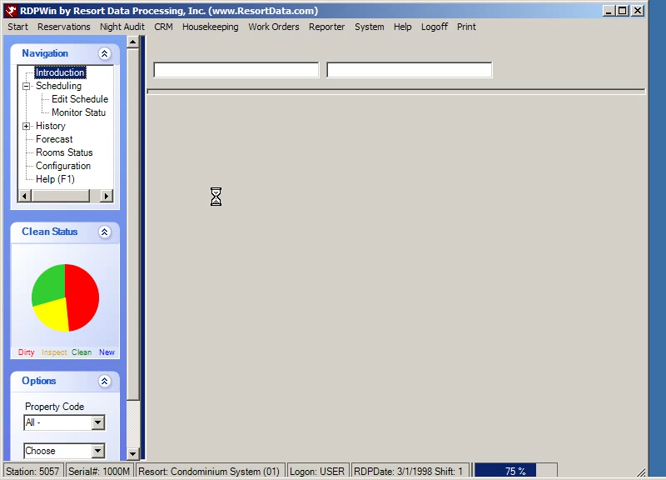 RDPWin by Resort Data Processing, Inc. (www.ResortData.com)
Start Reservations Night Audit CRM Housekeeping Work Orders Reporter System Help Logoff Print
Navigation
Introduction
Scheduling
Edit Schedule
Monitor Statu
History
Forecast
Rooms Status
Configuration
Help (F1)
Clean Status
Dirty Inspect Clean New
Options
Property Code
All -
Choose
Station: 5057 Serial#: 1000M Resort: Condominium System (01) Logon: USER RDPDate: 3/1/1998 Shift: 1 75 %